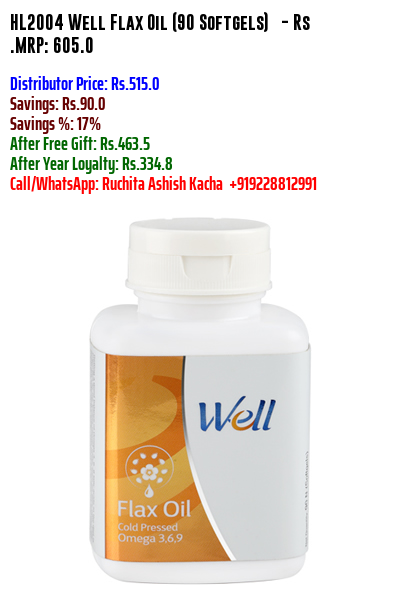 HL2004 Well Flax Oil (90 Softgels) - Rs
.MRP: 605.0
Distributor Price: Rs.515.0
Savings: Rs.90.0
Savings %: 17%
After Free Gift: Rs.463.5
After Year Loyalty: Rs.334.8
Call/WhatsApp: Ruchita Ashish Kacha +919228812991
Well
Flax Oil
Cold Pressed
Omega 3,6,9